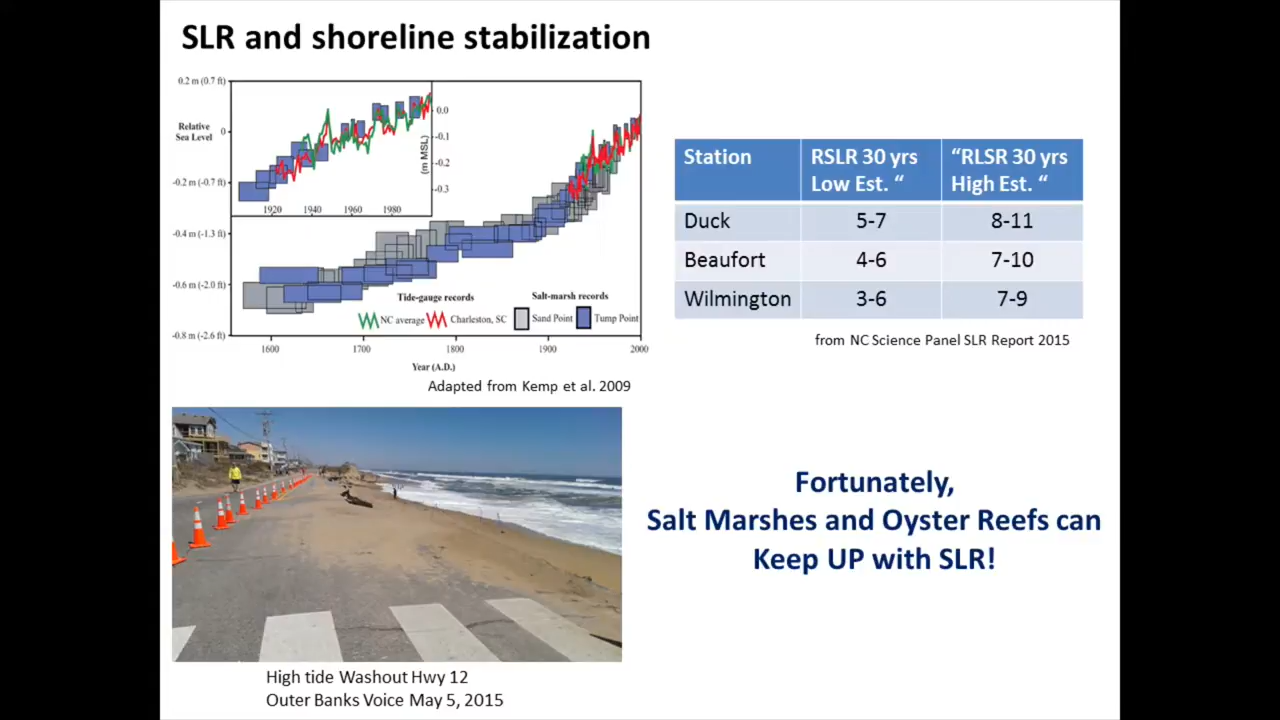 SLR and shoreline stabilization
0.2 m (0.7 ft)
Relative
Sea Level
0
-0.2 m (-0.7 ft)
-0.4 m (-1.3 ft)
-0.6 m (-2.0 ft)
-0.8 m (-2.6 ft)
0.0
-0.1
-0.2
-0.3
(m MSL)
1920 1940 1960 1980
Tide-gauge records
NC average Charleston, SC
Salt-marsh records
Sand Point Tump Point
1600 1700 1800 1900 2000
Year (A.D.)
Adapted from Kemp et al. 2009
Station RSLR 30 yrs "RLSR 30 yrs
Low Est. " High Est. "
Duck 5-7 8-11
Beaufort 4-6 7-10
Wilmington 3-6 7-9
from NC Science Panel SLR Report 2015
Fortunately,
Salt Marshes and Oyster Reefs can
Keep UP with SLR!
High tide Washout Hwy 12
Outer Banks Voice May 5, 2015